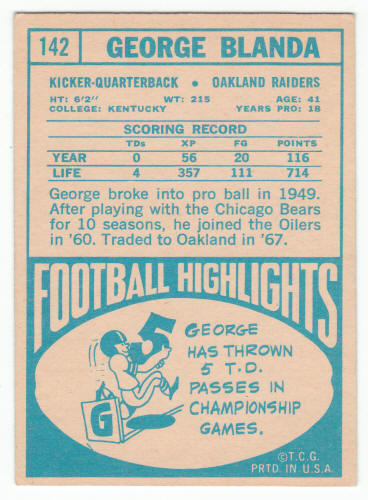 142 GEORGE BLANDA
KICKER-QUARTERBACK • OAKLAND RAIDERS
HT: 6'2" WT: 215 AGE: 41
COLLEGE: KENTUCKY YEARS PRO: 18
SCORING RECORD
TDs XP FG POINTS
YEAR 0 56 20 116
LIFE 4 357 111 714
George broke into pro ball in 1949.
After playing with the Chicago Bears
for 10 seasons, he joined the Oilers
in '60. Traded to Oakland in '67.
FOOTBALL HIGHLIGHTS
5
G
GEORGE
HAS THROWN
5 T.D.
PASSES IN
CHAMPIONSHIP
GAMES.
©T.C.G.
PRTD. IN U.S.A.